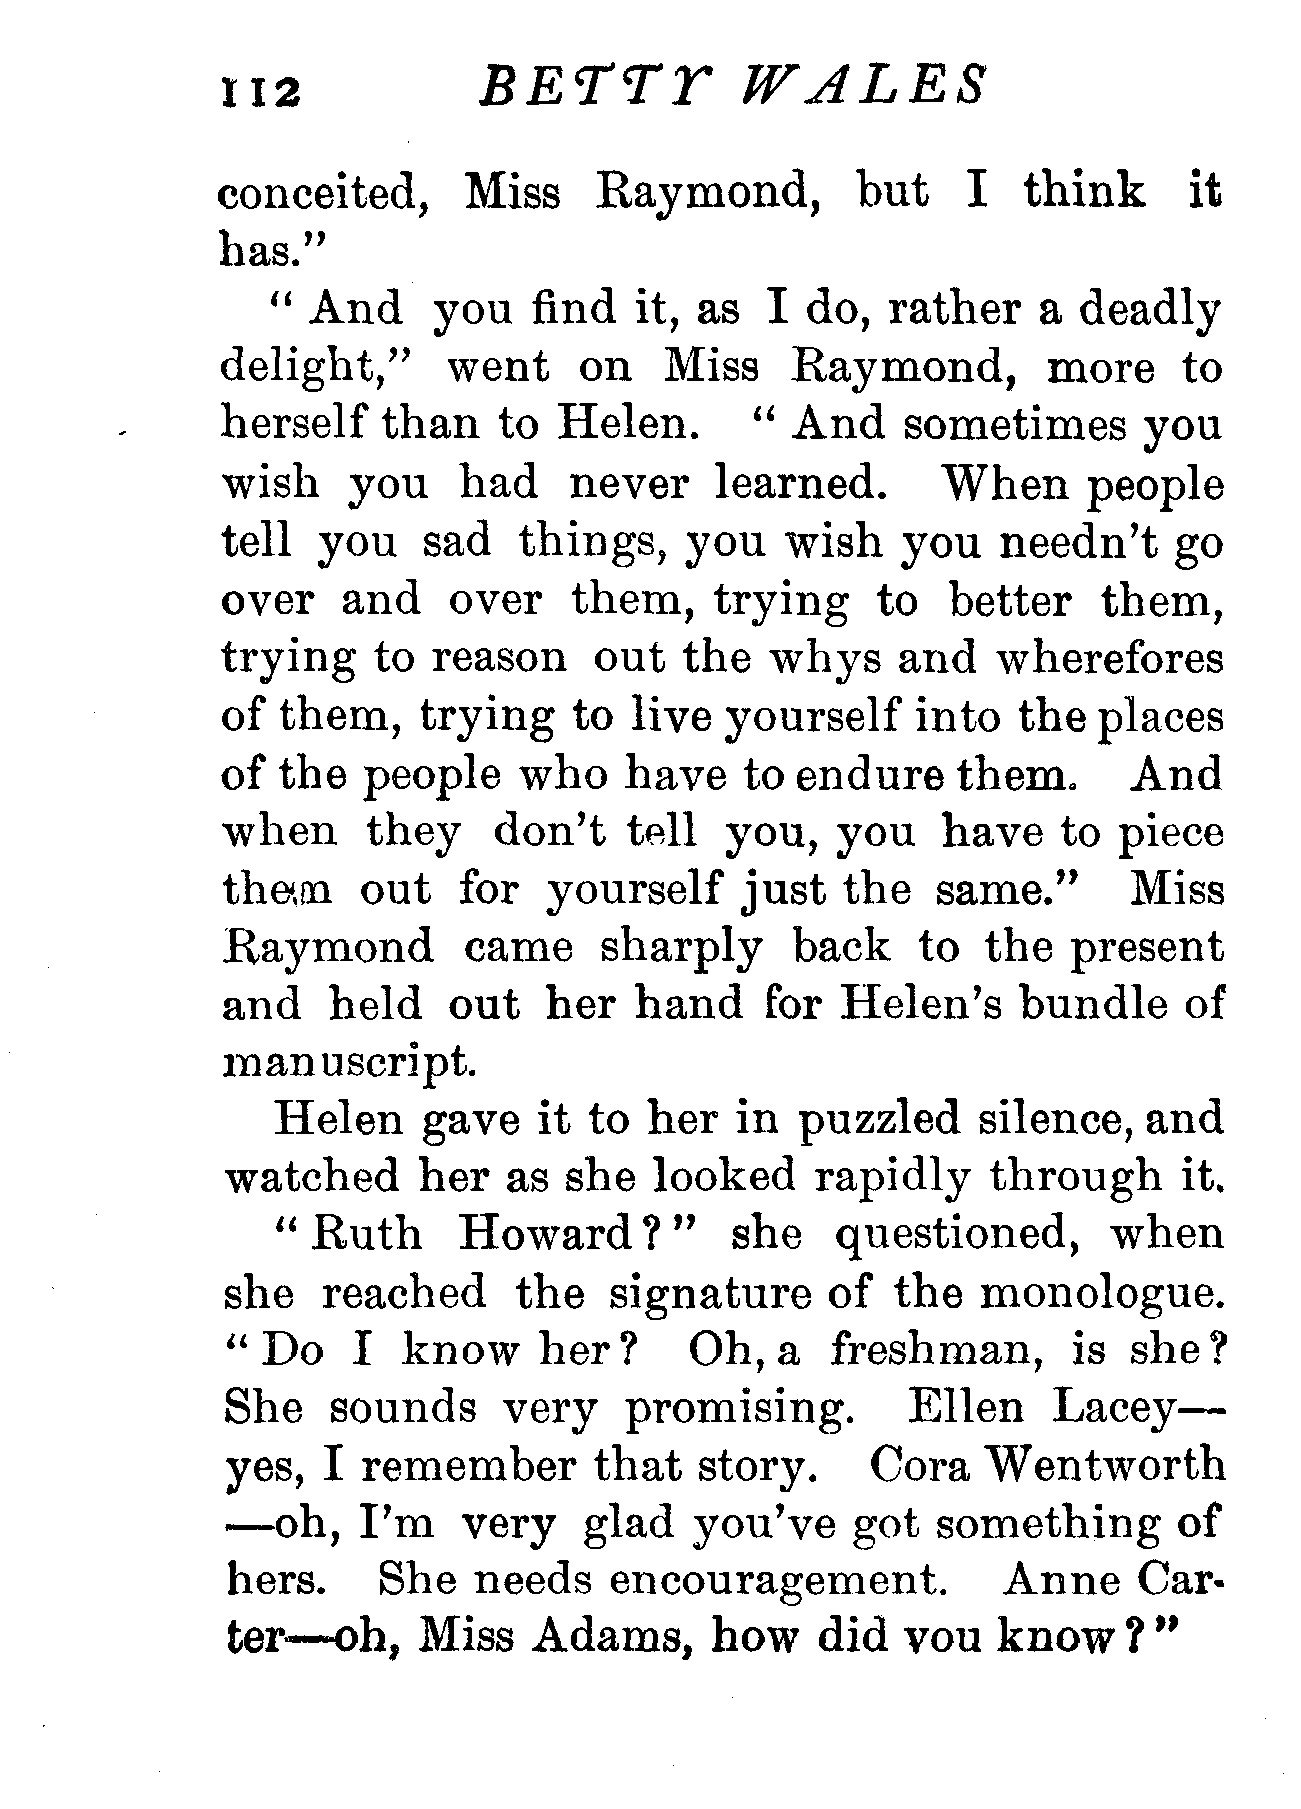 112 BETTY WALES
conceited, Miss Raymond, but I think it
has."
" And you find it, as I do, rather a deadly
delight," went on Miss Raymond, more to
herself than to Helen. " And sometimes you
wish you had never learned. When people
tell you sad things, you wish you needn't go
over and over them, trying to better them,
trying to reason out the whys and wherefores
of them, trying to live yourself into the places
of the people who have to endure them. And
when they don't tell you, you have to piece
them out for yourself just the same." Miss
Raymond came sharply back to the present
and held out her hand for Helen's bundle of
manuscript.
Helen gave it to her in puzzled silence, and
watched her as she looked rapidly through it.
" Ruth Howard? " she questioned, when
she reached the signature of the monologue.
" Do I know her? Oh, a freshman, is she?
She sounds very promising. Ellen Lacey—
yes, I remember that story. Cora Wentworth
—oh, I'm very glad you've got something of
hers. She needs encouragement. Anne Car-
ter—oh, Miss Adams, how did you know? "